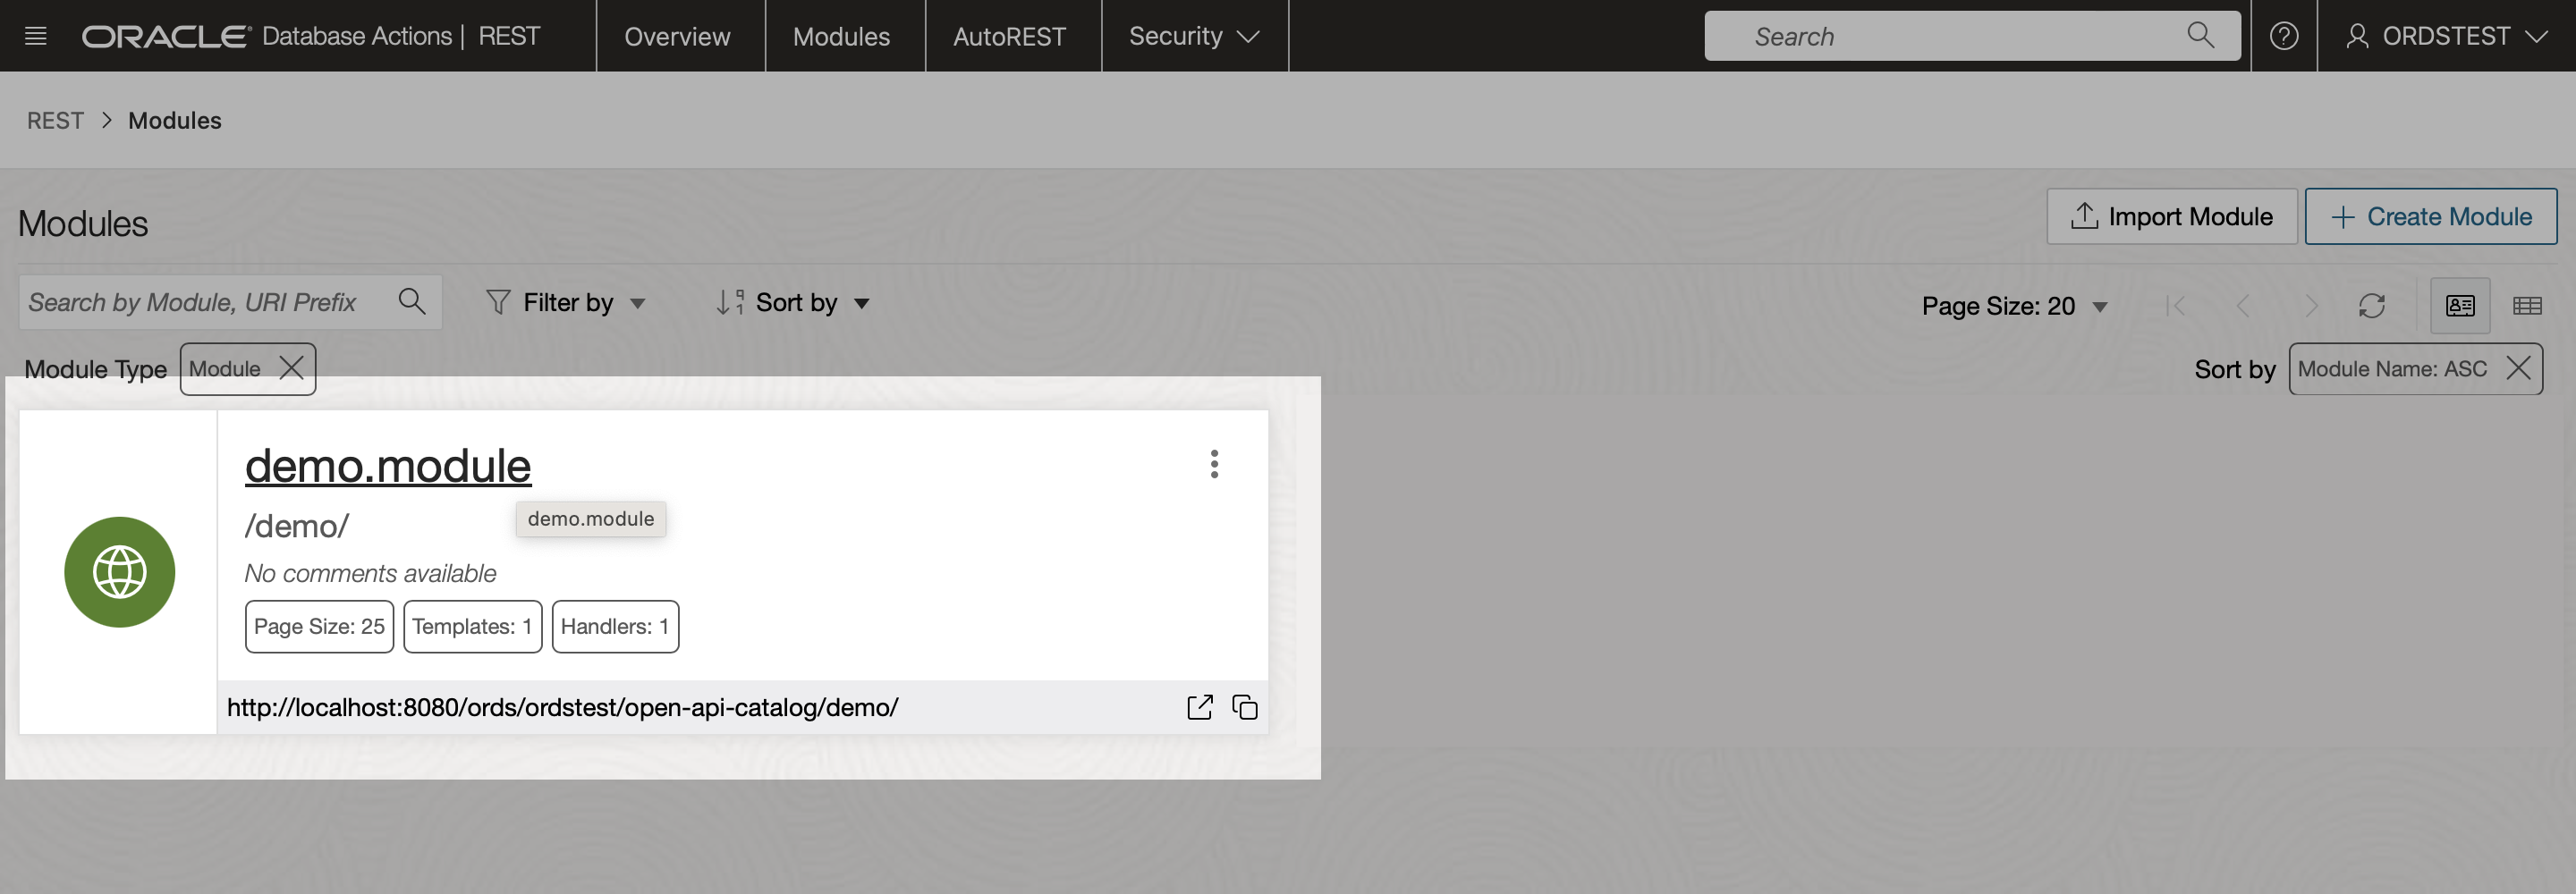 ORACLE Database Actions | REST Overview Modules AutoREST Security Search ORDSTEST
REST > Modules
Modules Import Module + Create Module
Search by Module, URI Prefix Filter by Sort by Page Size: 20
Module Type Module Sort by Module Name: ASC
demo.module
demo.module
/demo/
No comments available
Page Size: 25 Templates: 1 Handlers: 1
http://localhost:8080/ords/ordstest/open-api-catalog/demo/